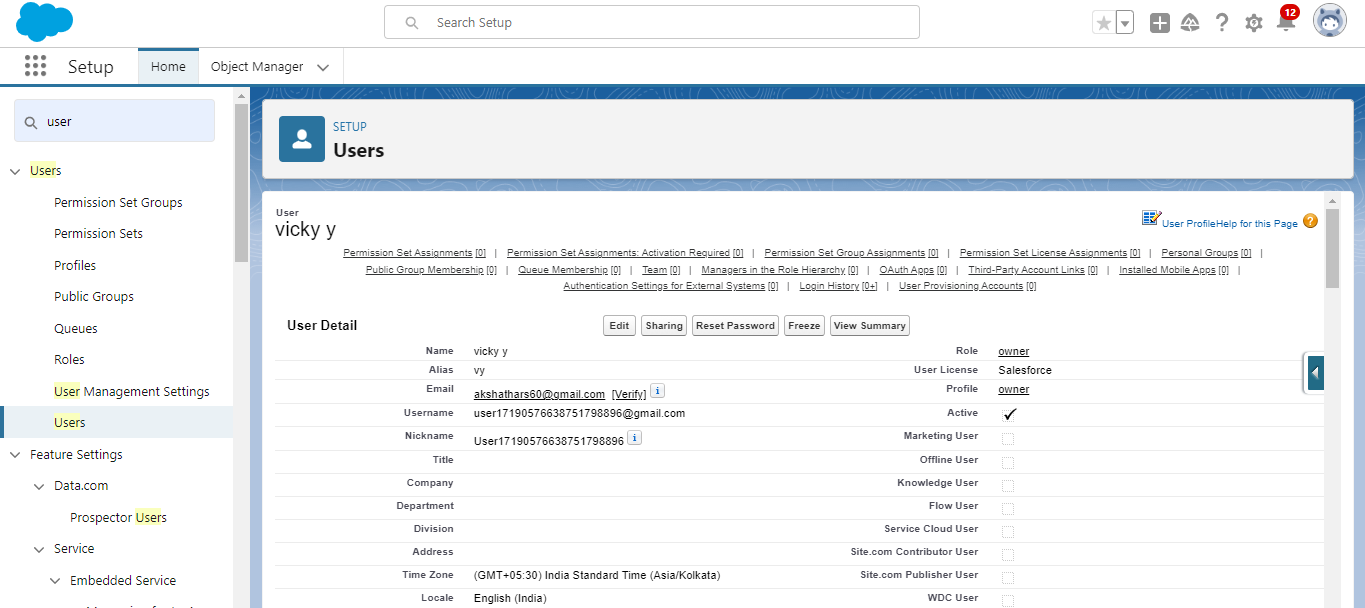 Search Setup
12
Setup
Home
Object Manager
user
Users
Permission Set Groups
Permission Sets
Profiles
Public Groups
Queues
Roles
User Management Settings
Users
Feature Settings
Data.com
Prospector Users
Service
Embedded Service
SETUP
Users
User
vicky y
User Profile Help for this Page ?
Permission Set Assignments [0] | Permission Set Assignments: Activation Required [0] | Permission Set Group Assignments [0] | Permission Set License Assignments [0] | Personal Groups [0] |
Public Group Membership [0] | Queue Membership [0] | Team [0] | Managers in the Role Hierarchy [0] | OAuth Apps [0] | Third-Party Account Links [0] | Installed Mobile Apps [0] |
Authentication Settings for External Systems [0] | Login History [0+] | User Provisioning Accounts [0]
User Detail
Edit Sharing Reset Password Freeze View Summary
Name vicky y Role owner
Alias vy User License Salesforce
Email akshathars60@gmail.com [Verify] i Profile owner
Username user17190576638751798896@gmail.com Active
Nickname User17190576638751798896 i Marketing User
Title Offline User
Company Knowledge User
Department Flow User
Division Service Cloud User
Address Site.com Contributor User
Time Zone (GMT+05:30) India Standard Time (Asia/Kolkata) Site.com Publisher User
Locale English (India) WDC User